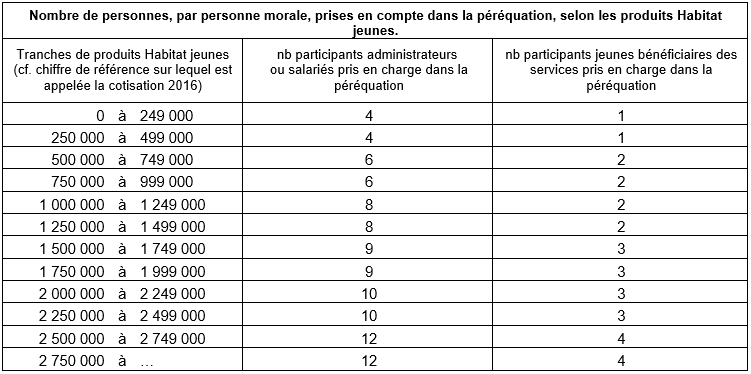 Nombre de personnes, par personne morale, prises en compte dans la péréquation, selon les produits Habitat
jeunes.
Tranches de produits Habitat jeunes
(cf. chiffre de référence sur lequel est
appelée la cotisation 2016)
nb participants administrateurs
ou salariés pris en charge dans la
péréquation
nb participants jeunes bénéficiaires des
services pris en charge dans la
péréquation
0 à 249 000 4 1
250 000 à 499 000 4 1
500 000 à 749 000 6 2
750 000 à 999 000 6 2
1 000 000 à 1 249 000 8 2
1 250 000 à 1 499 000 8 2
1 500 000 à 1 749 000 9 3
1 750 000 à 1 999 000 9 3
2 000 000 à 2 249 000 10 3
2 250 000 à 2 499 000 10 3
2 500 000 à 2 749 000 12 4
2 750 000 à … 12 4